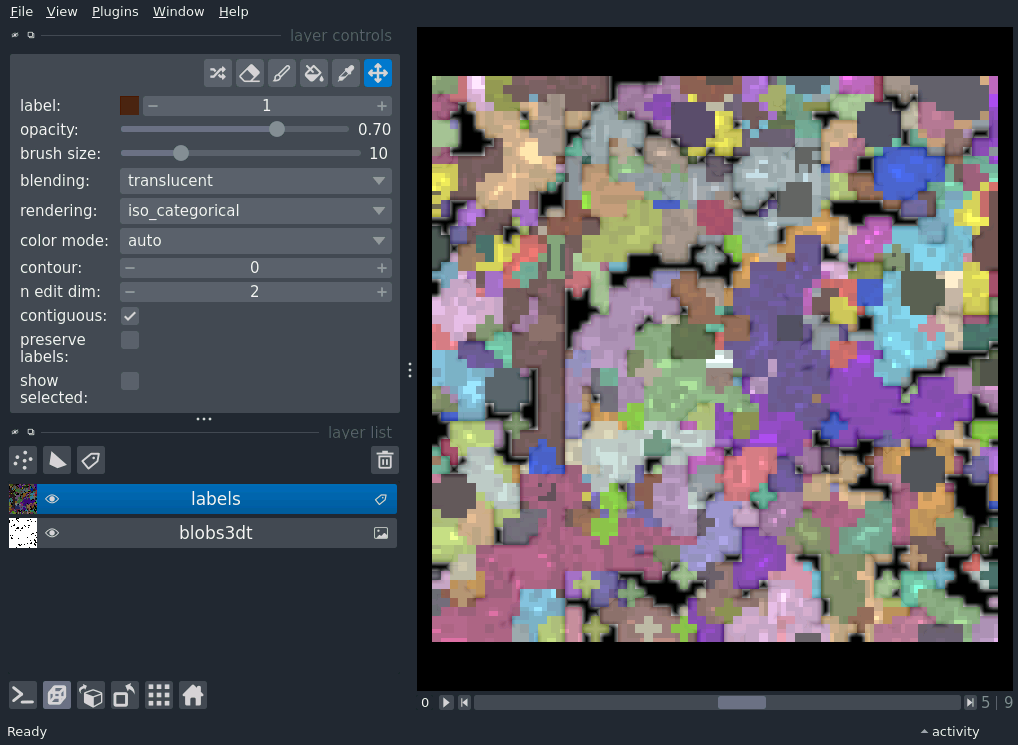 File View Plugins Window Help
layer controls
label: 1
opacity: 0.70
brush size: 10
blending: translucent
rendering: iso_categorical
color mode: auto
contour: 0
n edit dim: 2
contiguous:
preserve
labels:
show
selected:
layer list
labels
blobs3dt
0 5 | 9
Ready activity